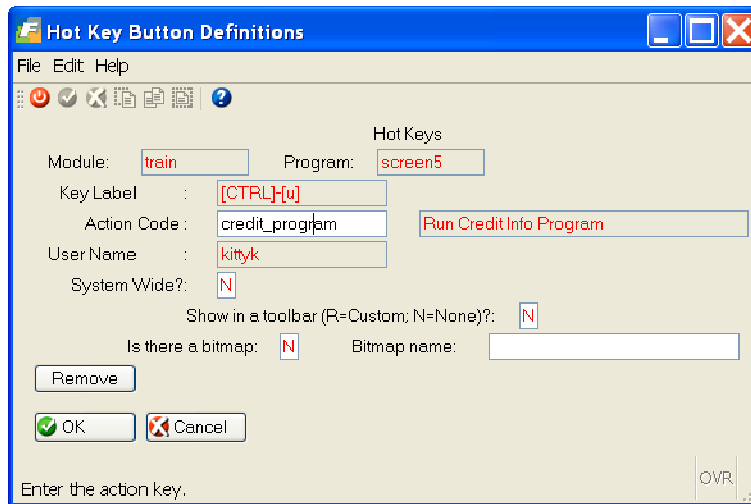 Hot Key Button Definitions
File Edit Help
Hot Keys
Module: train Program: screen5
Key Label : [CTRL]-[u]
Action Code : credit_program Run Credit Info Program
User Name : kittyk
System Wide?: N
Show in a toolbar (R=Custom; N=None)?: N
Is there a bitmap: N Bitmap name:
Remove
OK Cancel
OVR
Enter the action key.